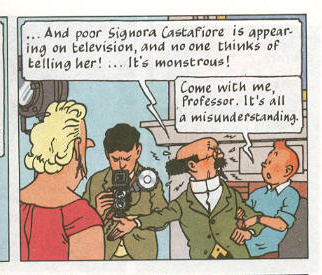 ... And poor Signora Castafiore is appear-
ing on television, and no one thinks of
telling her! ... It's monstrous!
Come with me,
Professor. It's all
a misunderstanding.